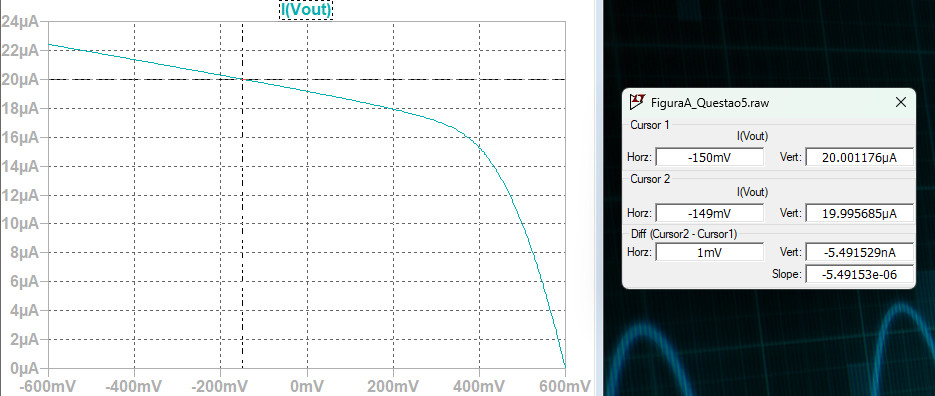 I(Vout)
24µA
22µA
20µA
18µA
16µA
14µA
12µA
10µA
8µA
6µA
4µA
2µA
0µA
-600mV -400mV -200mV 0mV 200mV 400mV 600mV
FiguraA_Questao5.raw
Cursor 1
I(Vout)
Horz: -150mV Vert: 20.001176µA
Cursor 2
I(Vout)
Horz: -149mV Vert: 19.995685µA
Diff (Cursor2 - Cursor1)
Horz: 1mV Vert: -5.491529nA
Slope: -5.49153e-06